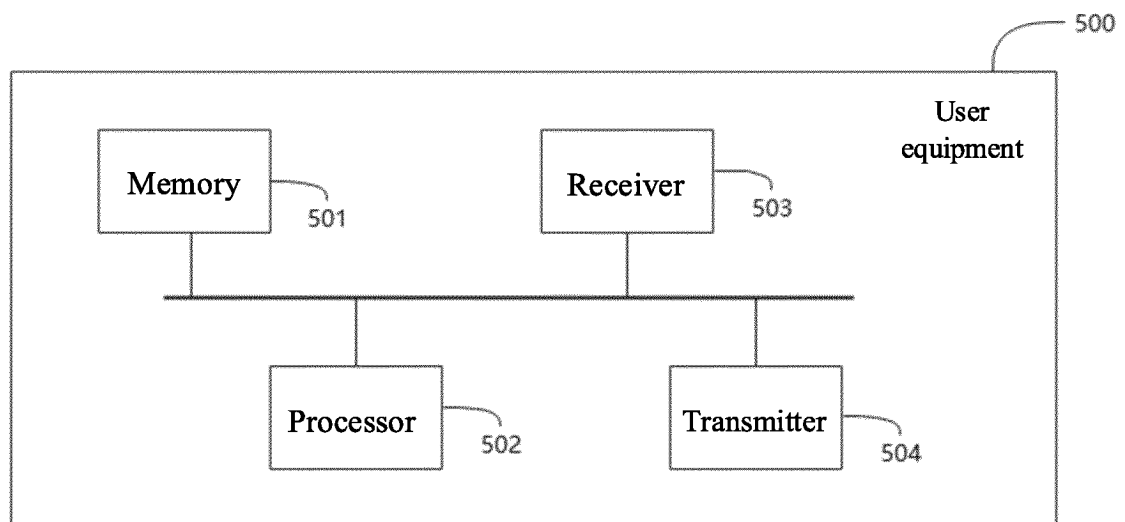 500
User
equipment
Memory
501
Receiver
503
Processor
502
Transmitter
504